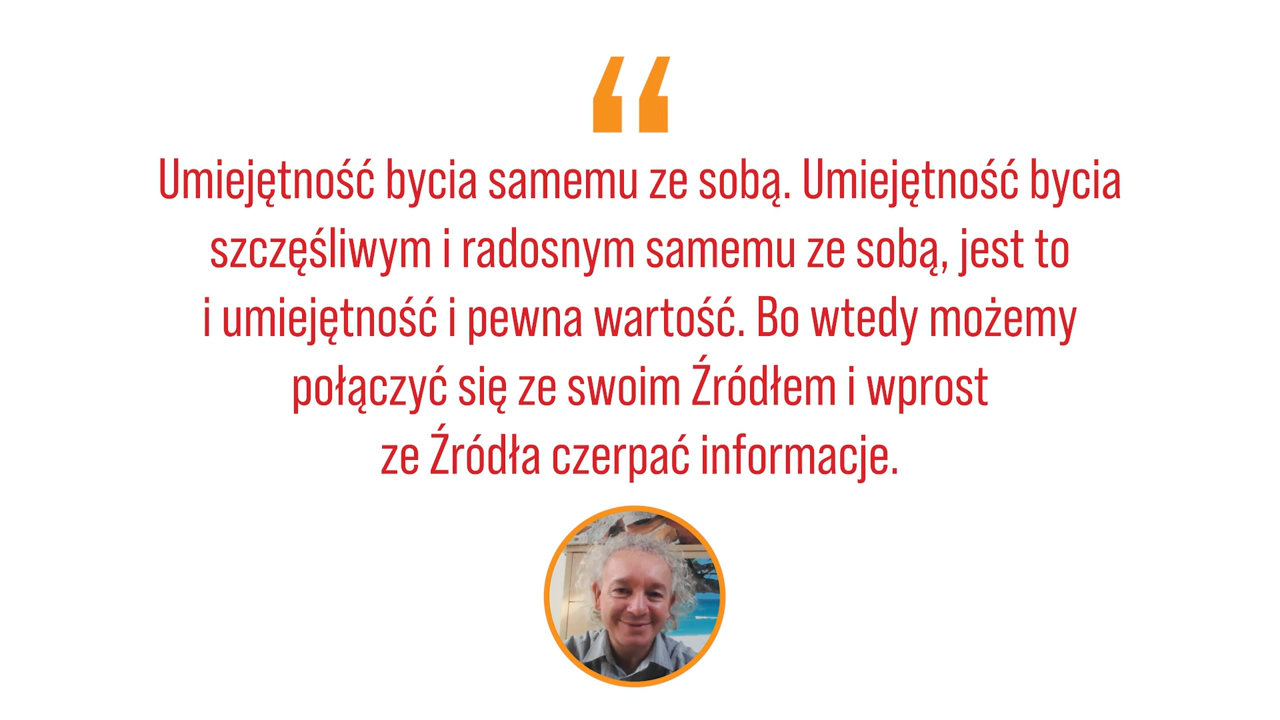 “
Umiejętność bycia samemu ze sobą. Umiejętność bycia
szczęśliwym i radosnym samemu ze sobą, jest to
i umiejętność i pewna wartość. Bo wtedy możemy
połączyć się ze swoim Źródłem i wprost
ze Źródła czerpać informacje.